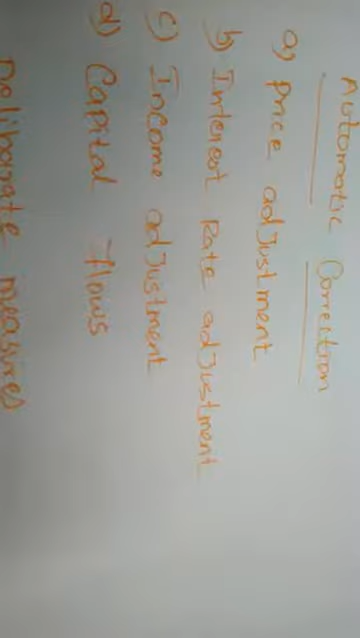 Automatic Correction
a) Price adjustment
b) Interest Rate adjustment
c) Income adjustment
d) Capital flows
Deliberate measures